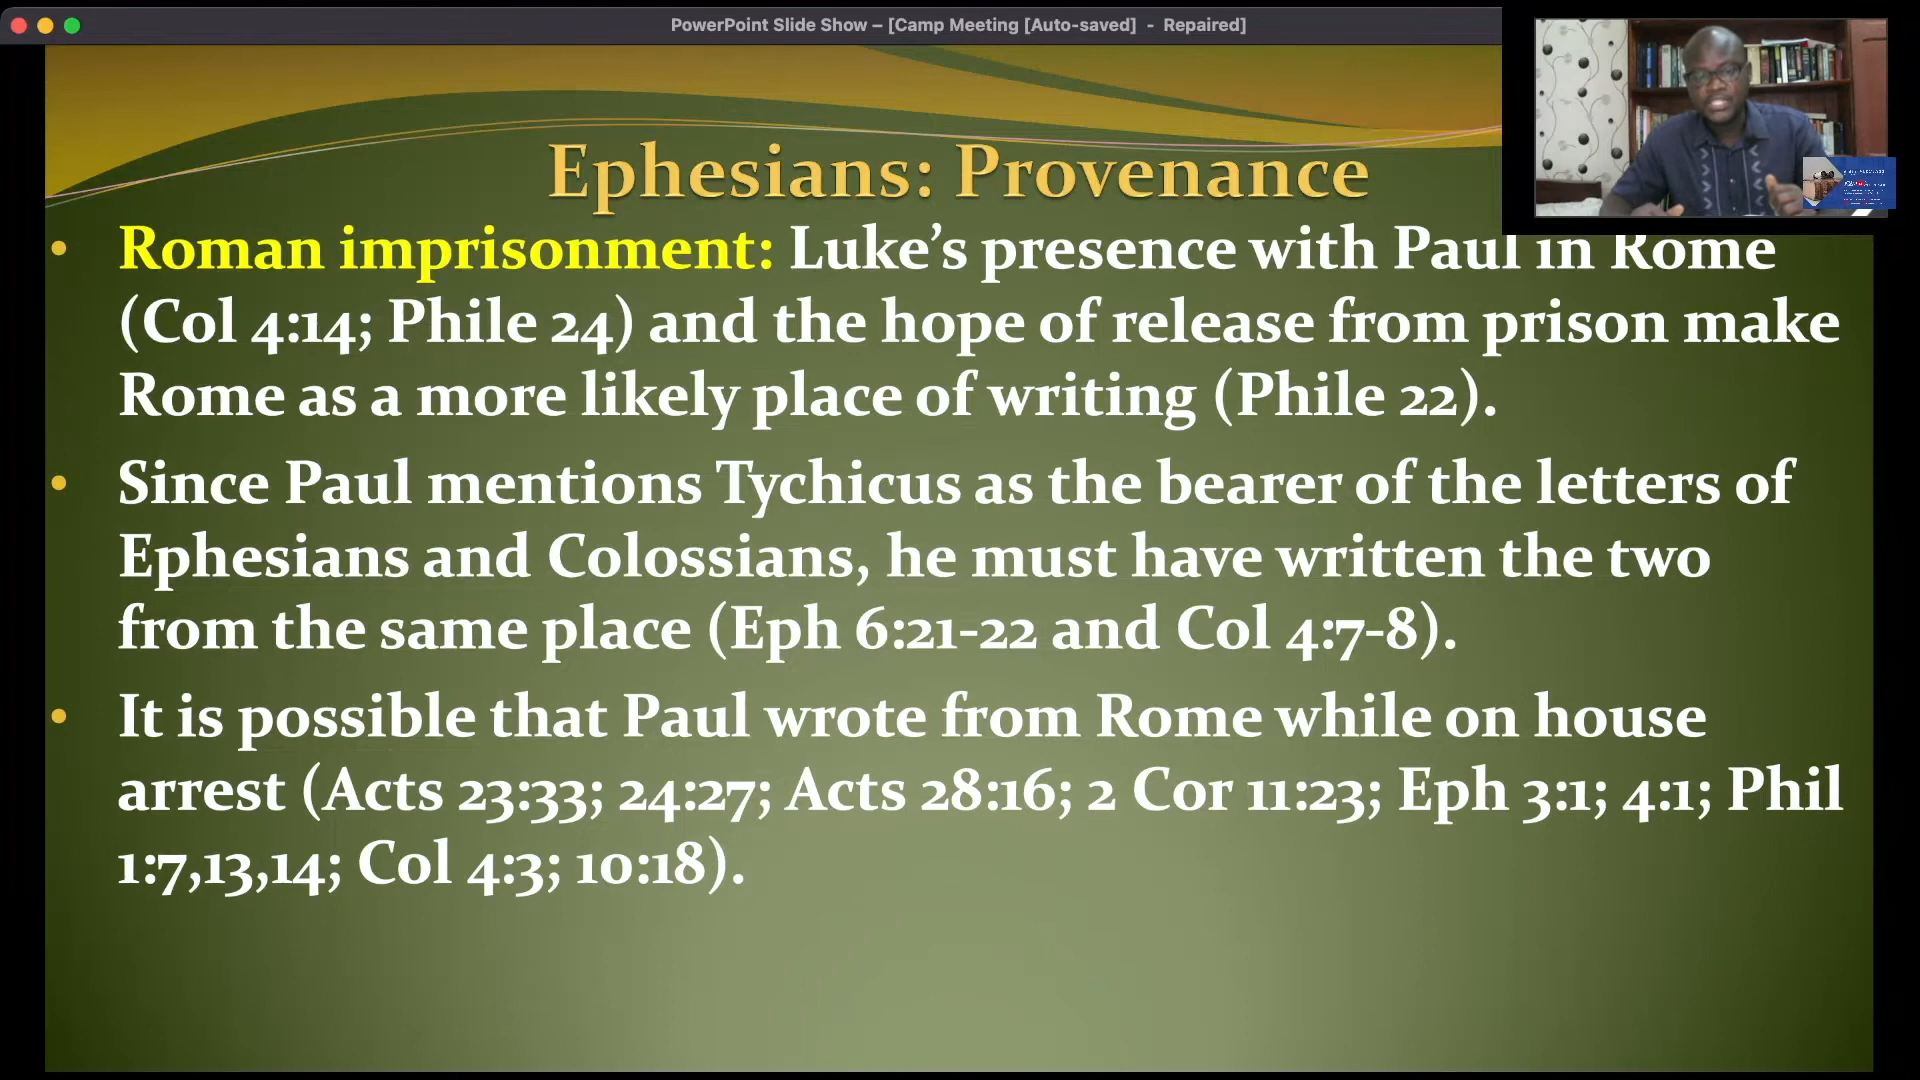 PowerPoint Slide Show – [Camp Meeting [Auto-saved] - Repaired]
Ephesians: Provenance
• Roman imprisonment: Luke’s presence with Paul in Rome
(Col 4:14; Phile 24) and the hope of release from prison make
Rome as a more likely place of writing (Phile 22).
• Since Paul mentions Tychicus as the bearer of the letters of
Ephesians and Colossians, he must have written the two
from the same place (Eph 6:21-22 and Col 4:7-8).
• It is possible that Paul wrote from Rome while on house
arrest (Acts 23:33; 24:27; Acts 28:16; 2 Cor 11:23; Eph 3:1; 4:1; Phil
1:7,13,14; Col 4:3; 10:18).